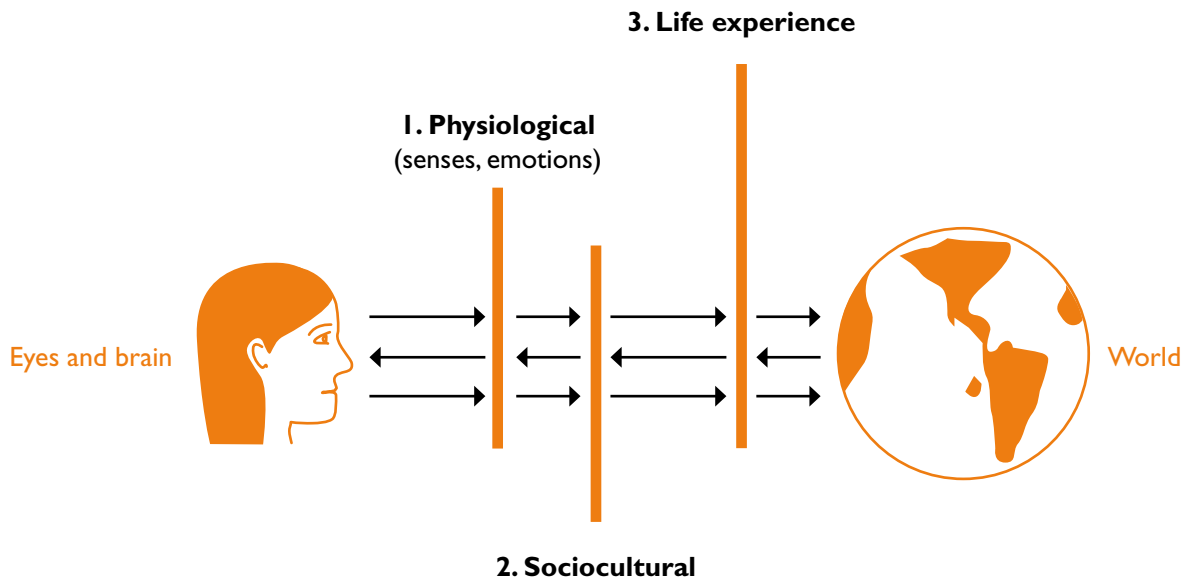 3. Life experience
1. Physiological
(senses, emotions)
Eyes and brain
World
2. Sociocultural